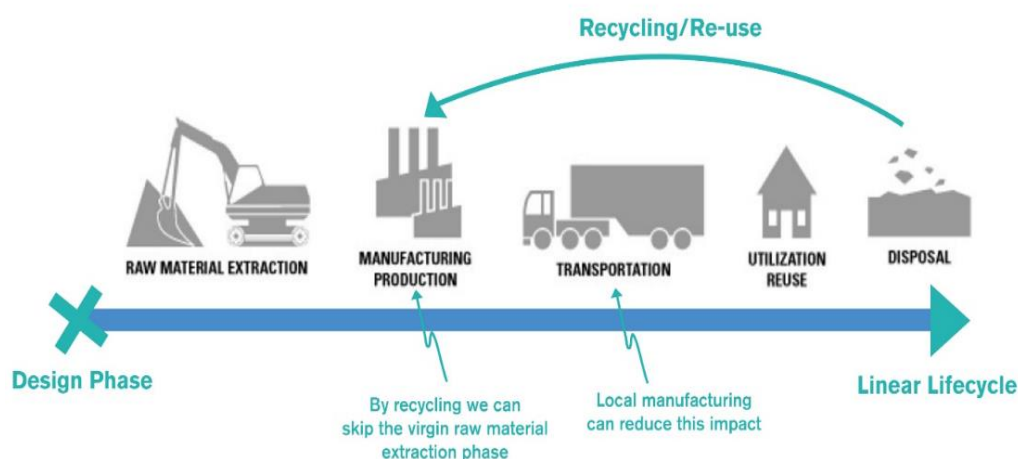 Recycling/Re-use
RAW MATERIAL EXTRACTION
MANUFACTURING
PRODUCTION
TRANSPORTATION
UTILIZATION
REUSE
DISPOSAL
Design Phase
Linear Lifecycle
By recycling we can
skip the virgin raw material
extraction phase
Local manufacturing
can reduce this impact